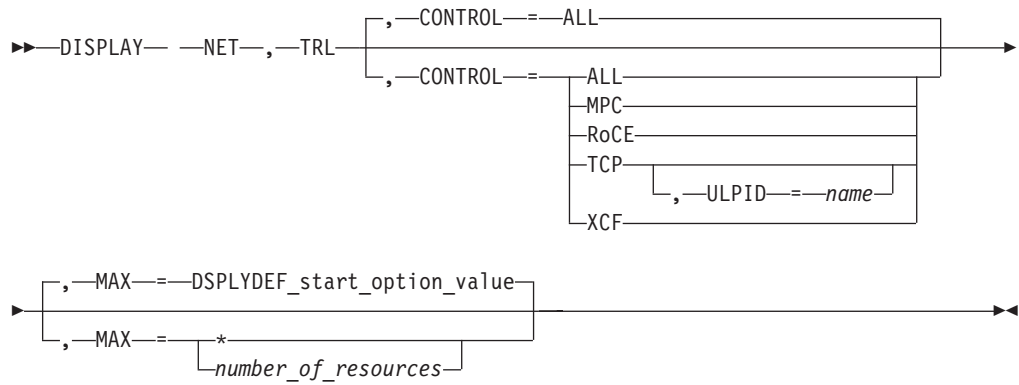 , CONTROL = ALL
DISPLAY NET , TRL
, CONTROL = ALL
MPC
RoCE
TCP
, ULPID = name
XCF
, MAX = DSPLYDEF_start_option_value
, MAX = *
number_of_resources